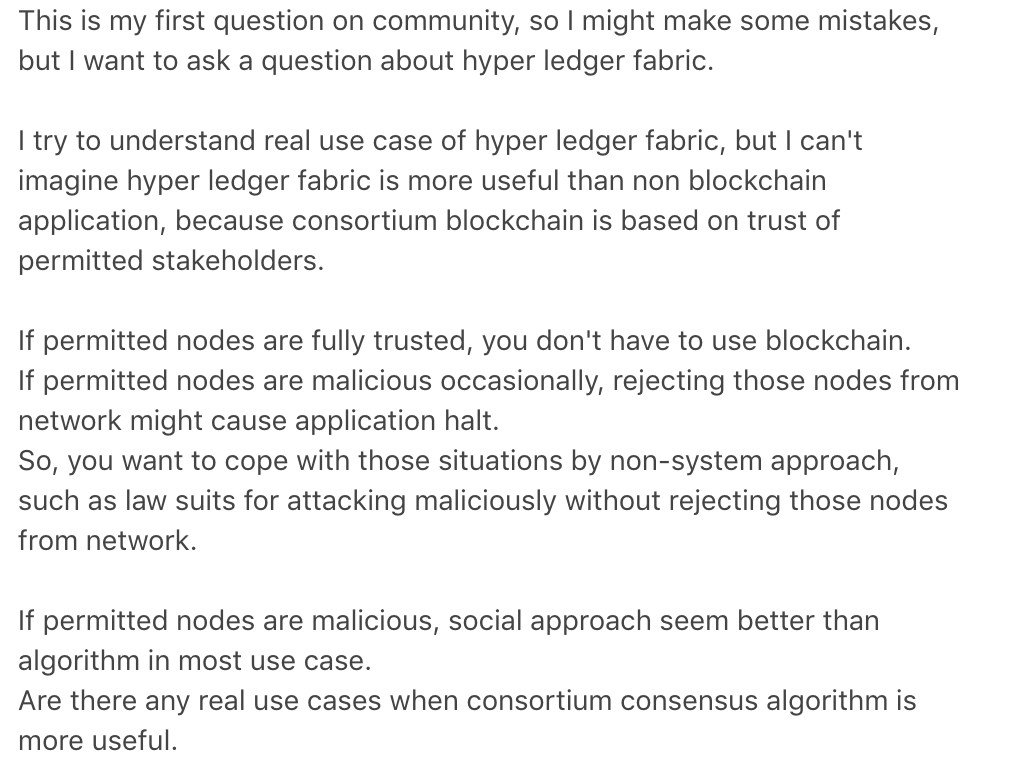 This is my first question on community, so I might make some mistakes,
but I want to ask a question about hyper ledger fabric.
I try to understand real use case of hyper ledger fabric, but I can't
imagine hyper ledger fabric is more useful than non blockchain
application, because consortium blockchain is based on trust of
permitted stakeholders.
If permitted nodes are fully trusted, you don't have to use blockchain.
If permitted nodes are malicious occasionally, rejecting those nodes from
network might cause application halt.
So, you want to cope with those situations by non-system approach,
such as law suits for attacking maliciously without rejecting those nodes
from network.
If permitted nodes are malicious, social approach seem better than
algorithm in most use case.
Are there any real use cases when consortium consensus algorithm is
more useful.